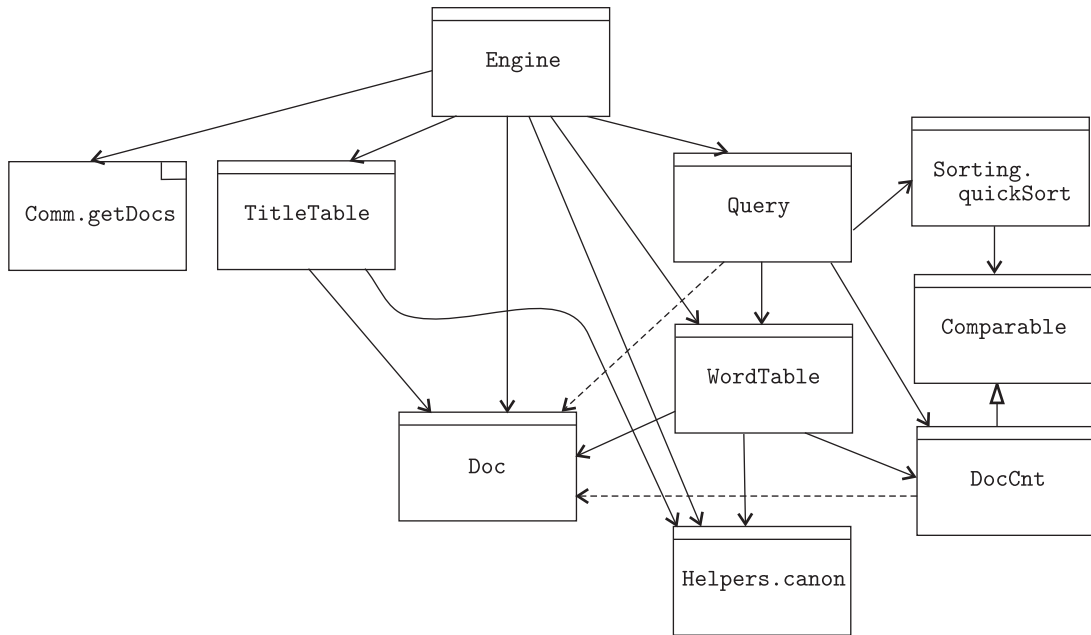 Engine
Comm.getDocs
TitleTable
Query
Sorting.
quickSort
Comparable
WordTable
Doc
DocCnt
Helpers.canon